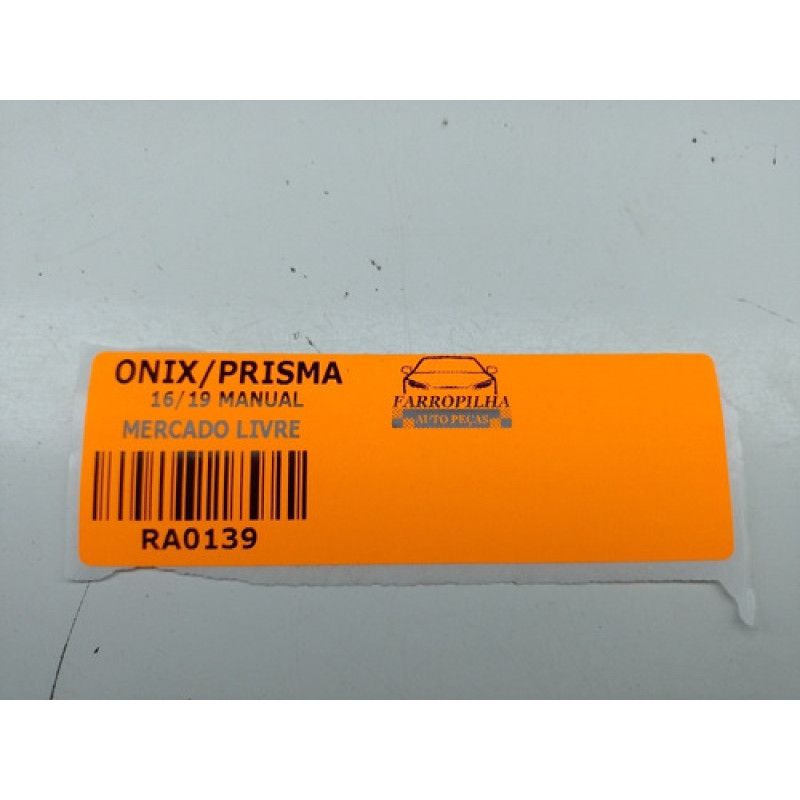 ONIX/PRISMA
16/19 MANUAL
MERCADO LIVRE
RA0139
FARROPILHA
AUTO PEÇAS